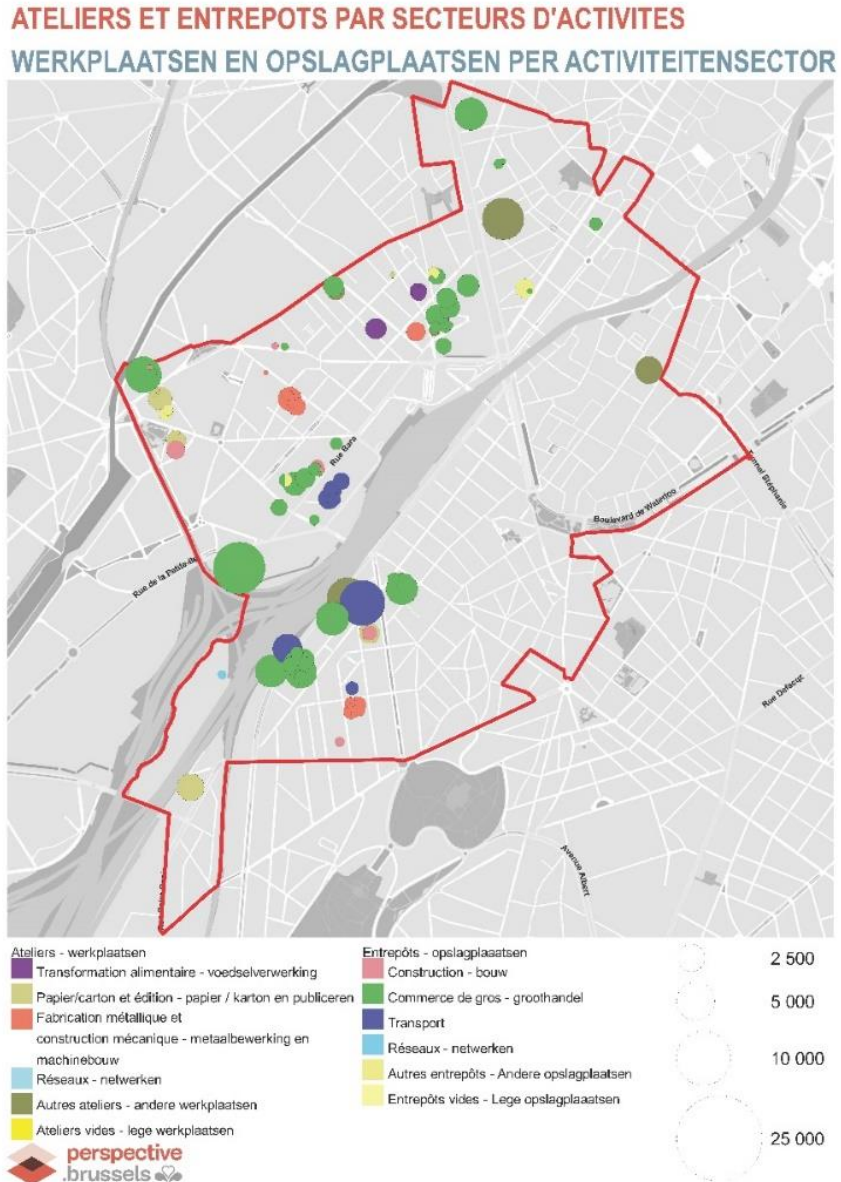 ATELIERS ET ENTREPOTS PAR SECTEURS D'ACTIVITES
WERKPLAATSEN EN OPSLAGPLAATSEN PER ACTIVITEITENSECTOR
Rue Bara
Tunnel Stéphanie
Boulevard de Waterloo
Rue de la Petite-Ile
Rue Defacqz
Avenue Albert
Ateliers - werkplaatsen
Transformation alimentaire - voedselverwerking
Papier/carton et édition - papier / karton en publiceren
Fabrication métallique et
construction mécanique - metaalbewerking en
machinebouw
Réseaux - netwerken
Autres ateliers - andere werkplaatsen
Ateliers vides - lege werkplaatsen
Entrepôts - opslagplaatsen
Construction - bouw
Commerce de gros - groothandel
Transport
Réseaux - netwerken
Autres entrepôts - Andere opslagplaatsen
Entrepôts vides - Lege opslagplaatsen
2 500
5 000
10 000
25 000
perspective
.brussels